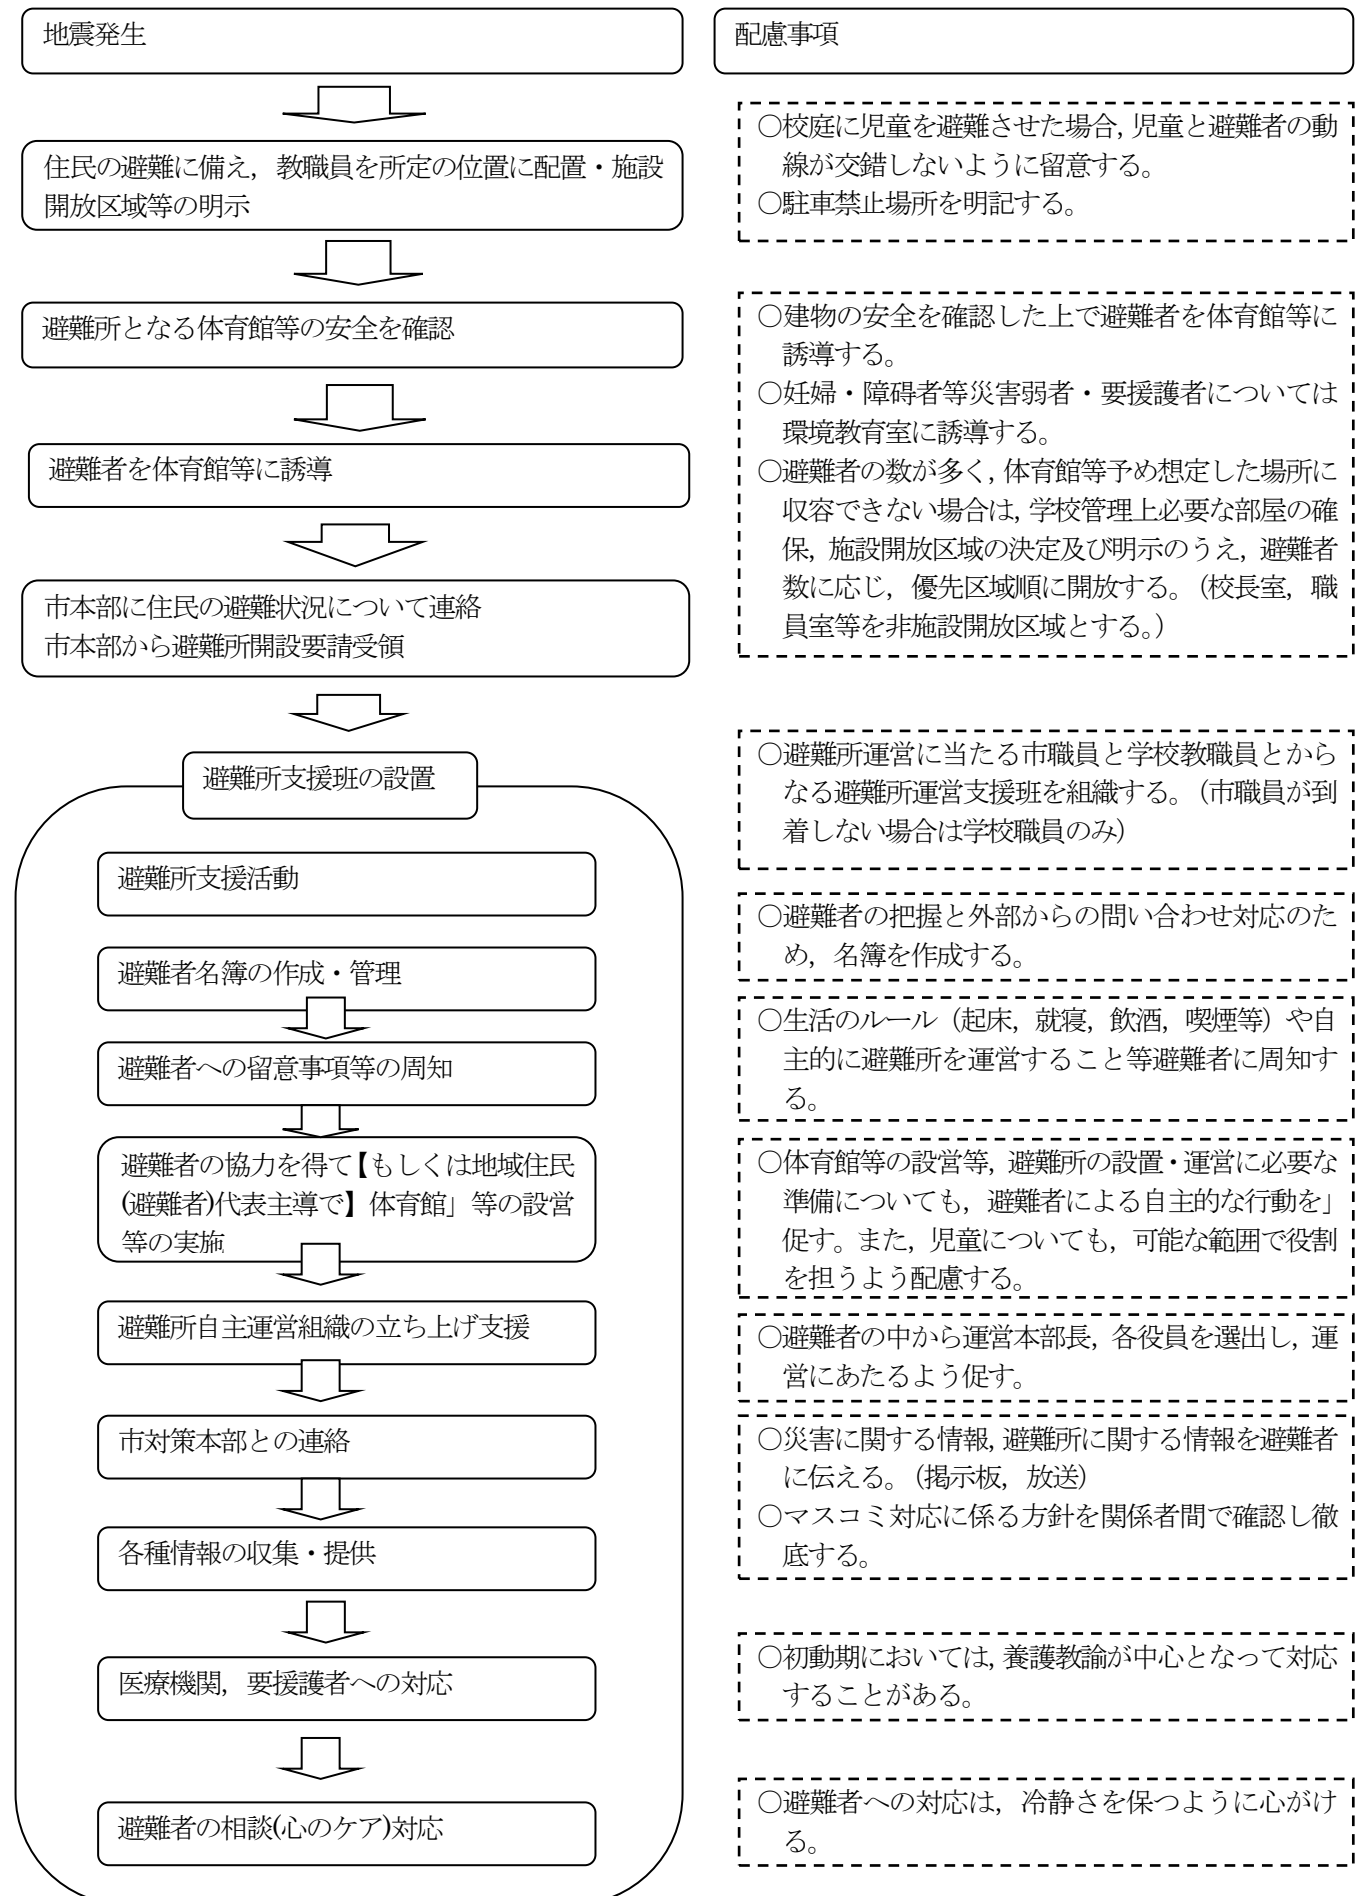 地震発生
住民の避難に備え，教職員を所定の位置に配置・施設
開放区域等の明示
避難所となる体育館等の安全を確認
避難者を体育館等に誘導
市本部に住民の避難状況について連絡
市本部から避難所開設要請受領
避難所支援班の設置
避難所支援活動
避難者名簿の作成・管理
避難者への留意事項等の周知
避難者の協力を得て【もしくは地域住民
(避難者)代表主導で】体育館」等の設営
等の実施
避難所自主運営組織の立ち上げ支援
市対策本部との連絡
各種情報の収集・提供
医療機関，要援護者への対応
避難者の相談(心のケア)対応
配慮事項
○校庭に児童を避難させた場合，児童と避難者の動
線が交錯しないように留意する。
○駐車禁止場所を明記する。
○建物の安全を確認した上で避難者を体育館等に
誘導する。
○妊婦・障碍者等災害弱者・要援護者については
環境教育室に誘導する。
○避難者の数が多く，体育館等予め想定した場所に
収容できない場合は，学校管理上必要な部屋の確
保，施設開放区域の決定及び明示のうえ，避難者
数に応じ，優先区域順に開放する。（校長室，職
員室等を非施設開放区域とする。）
○避難所運営に当たる市職員と学校教職員とから
なる避難所運営支援班を組織する。（市職員が到
着しない場合は学校職員のみ）
○避難者の把握と外部からの問い合わせ対応のた
め，名簿を作成する。
○生活のルール（起床，就寝，飲酒，喫煙等）や自
主的に避難所を運営すること等避難者に周知す
る。
○体育館等の設営等，避難所の設置・運営に必要な
準備についても，避難者による自主的な行動を」
促す。また，児童についても，可能な範囲で役割
を担うよう配慮する。
○避難者の中から運営本部長，各役員を選出し，運
営にあたるよう促す。
○災害に関する情報，避難所に関する情報を避難者
に伝える。（掲示板，放送）
○マスコミ対応に係る方針を関係者間で確認し徹
底する。
○初動期においては，養護教諭が中心となって対応
することがある。
○避難者への対応は，冷静さを保つように心がけ
る。